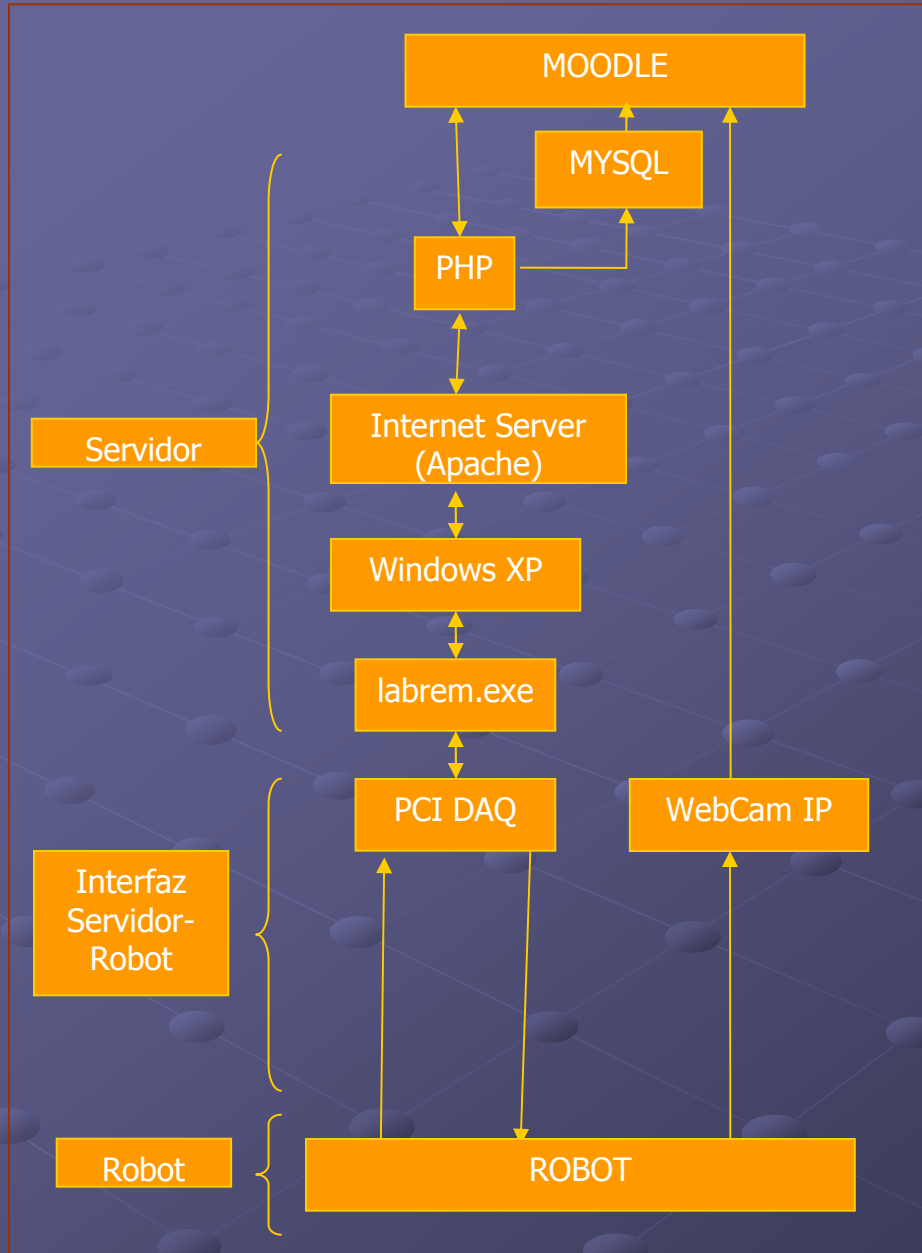 MOODLE
MYSQL
PHP
Servidor
Internet Server
(Apache)
Windows XP
labrem.exe
PCI DAQ
WebCam IP
Interfaz
Servidor-
Robot
Robot
ROBOT